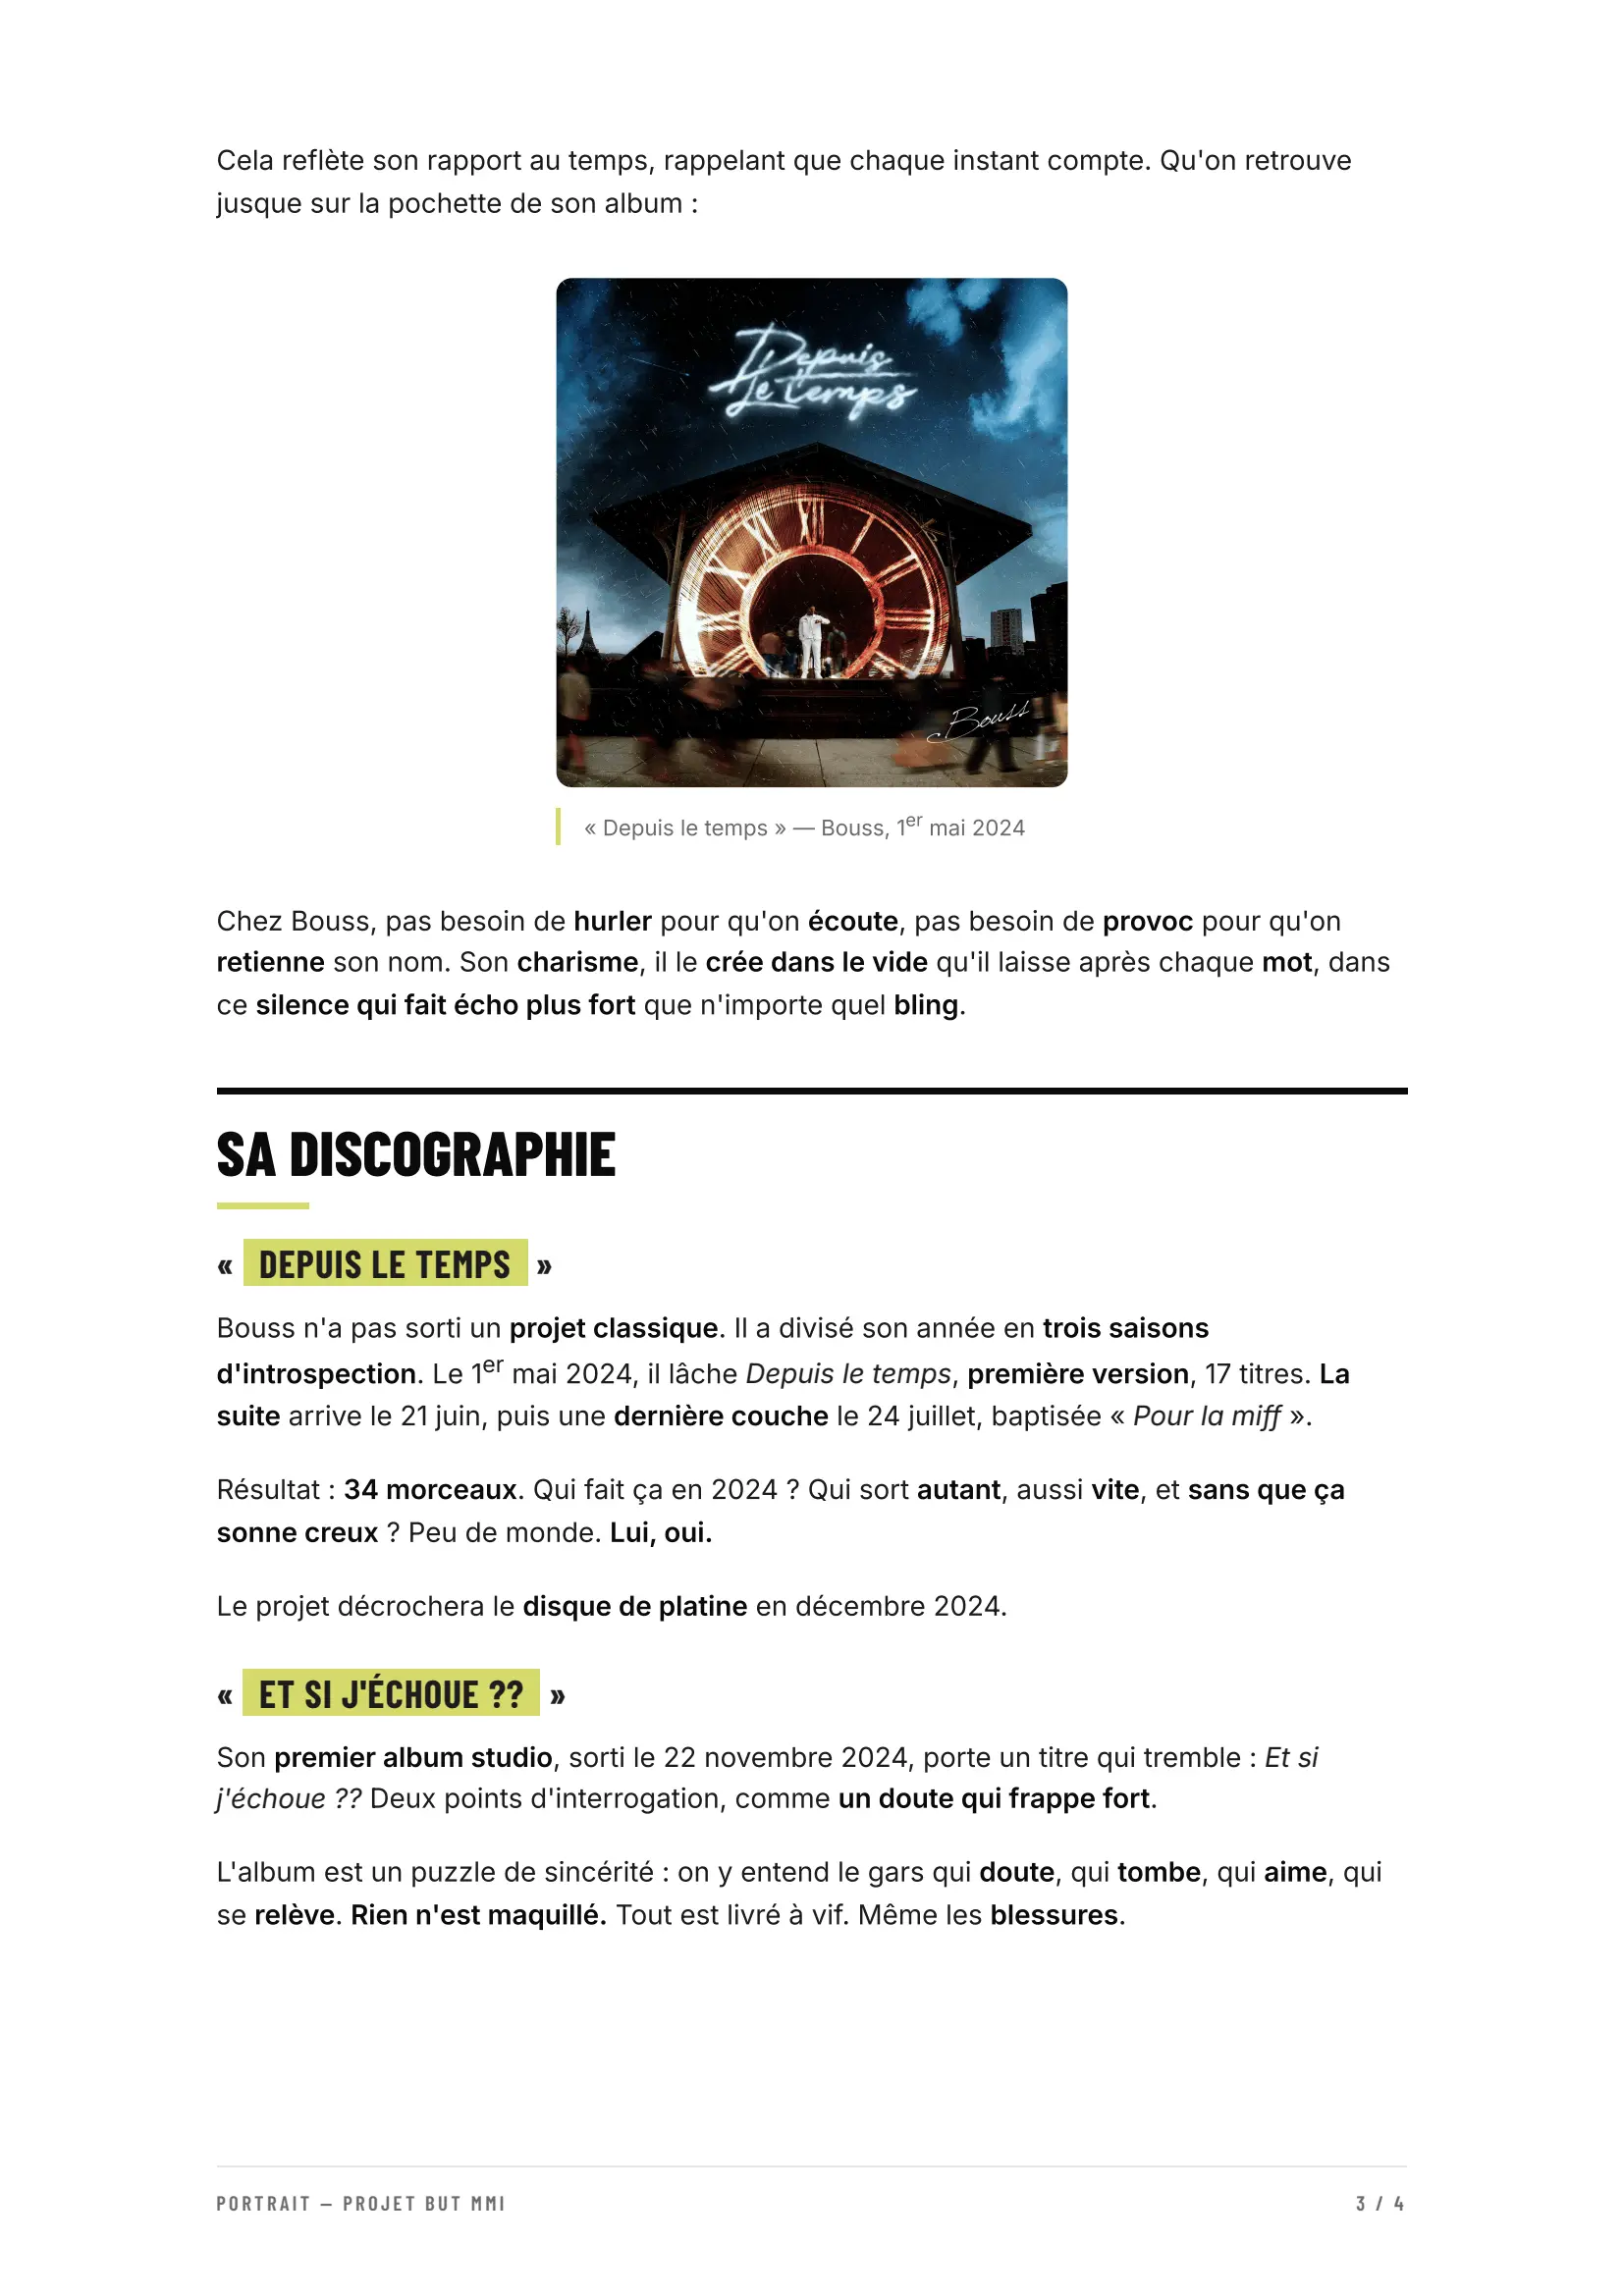 Cela reflète son rapport au temps, rappelant que chaque instant compte. Qu'on retrouve
jusque sur la pochette de son album :
Depuis
Le temps
Bouss
« Depuis le temps » — Bouss, 1er mai 2024
Chez Bouss, pas besoin de hurler pour qu'on écoute, pas besoin de provoc pour qu'on
retienne son nom. Son charisme, il le crée dans le vide qu'il laisse après chaque mot, dans
ce silence qui fait écho plus fort que n'importe quel bling.
SA DISCOGRAPHIE
« DEPUIS LE TEMPS »
Bouss n'a pas sorti un projet classique. Il a divisé son année en trois saisons
d'introspection. Le 1er mai 2024, il lâche Depuis le temps, première version, 17 titres. La
suite arrive le 21 juin, puis une dernière couche le 24 juillet, baptisée « Pour la miff ».
Résultat : 34 morceaux. Qui fait ça en 2024 ? Qui sort autant, aussi vite, et sans que ça
sonne creux ? Peu de monde. Lui, oui.
Le projet décrochera le disque de platine en décembre 2024.
« ET SI J'ÉCHOUE ?? »
Son premier album studio, sorti le 22 novembre 2024, porte un titre qui tremble : Et si
j'échoue ?? Deux points d'interrogation, comme un doute qui frappe fort.
L'album est un puzzle de sincérité : on y entend le gars qui doute, qui tombe, qui aime, qui
se relève. Rien n'est maquillé. Tout est livré à vif. Même les blessures.
PORTRAIT — PROJET BUT MMI
3 / 4